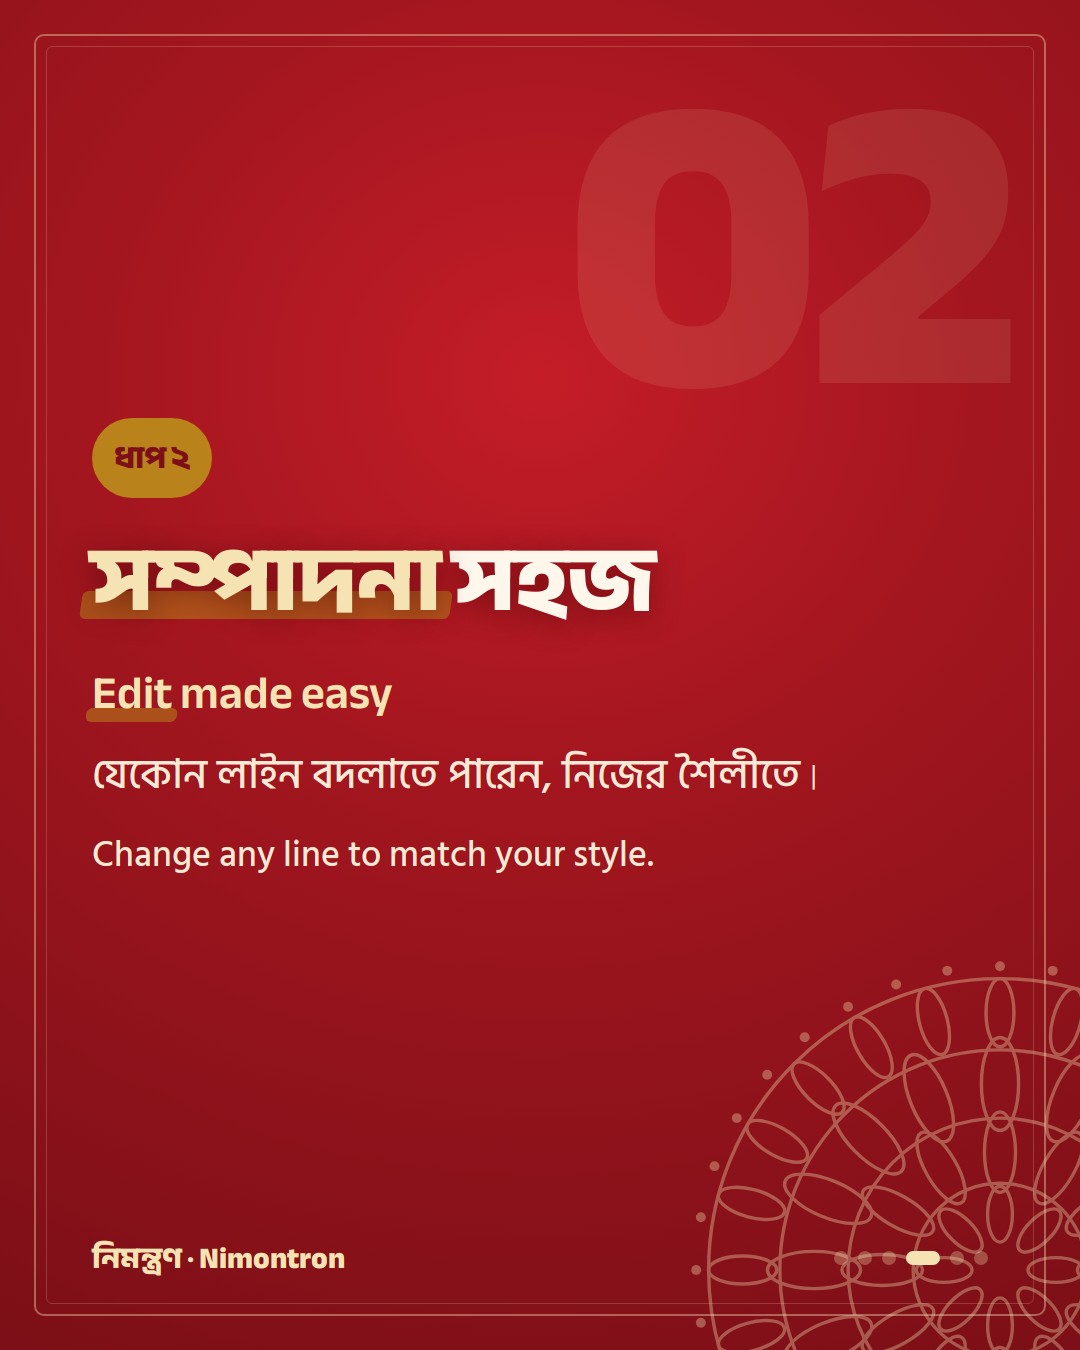 02
ধাপ ২
সম্পাদনা সহজ
Edit made easy
যেকোন লাইন বদলাতে পারেন, নিজের শৈলীতে।
Change any line to match your style.
নিমন্ত্রণ · Nimontron